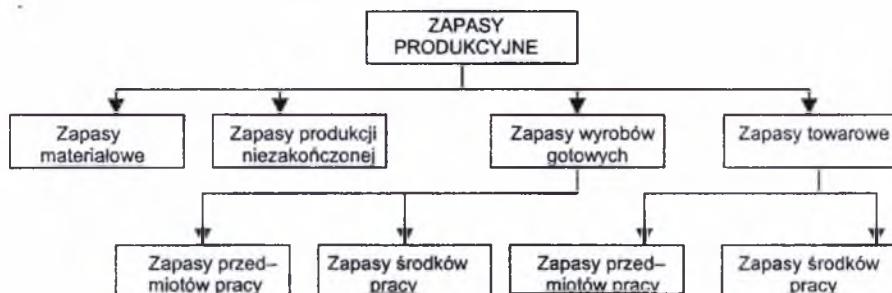 ZAPASY
PRODUKCYJNE
Zapasy
materiałowe
Zapasy produkcji
niezakończonej
Zapasy wyrobów
gotowych
Zapasy towarowe
Zapasy przed–
miotów pracy
Zapasy środków
pracy
Zapasy przed–
miotów pracy
Zapasy środków
pracy